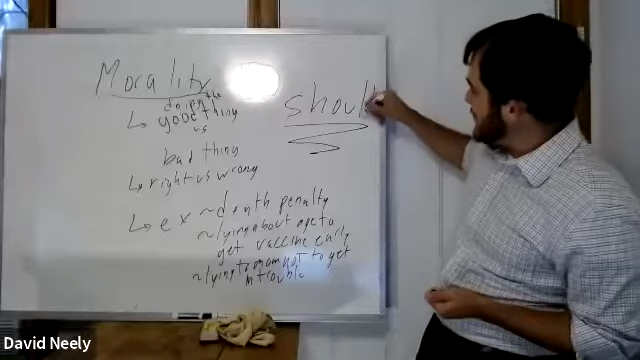 Morality
should
↳ doing the
good thing
vs
bad thing
↳ right vs wrong
↳ ex ~ death penalty
~ lying about age to
get vaccine early
~ lying to mom not to get
in trouble
David Neely